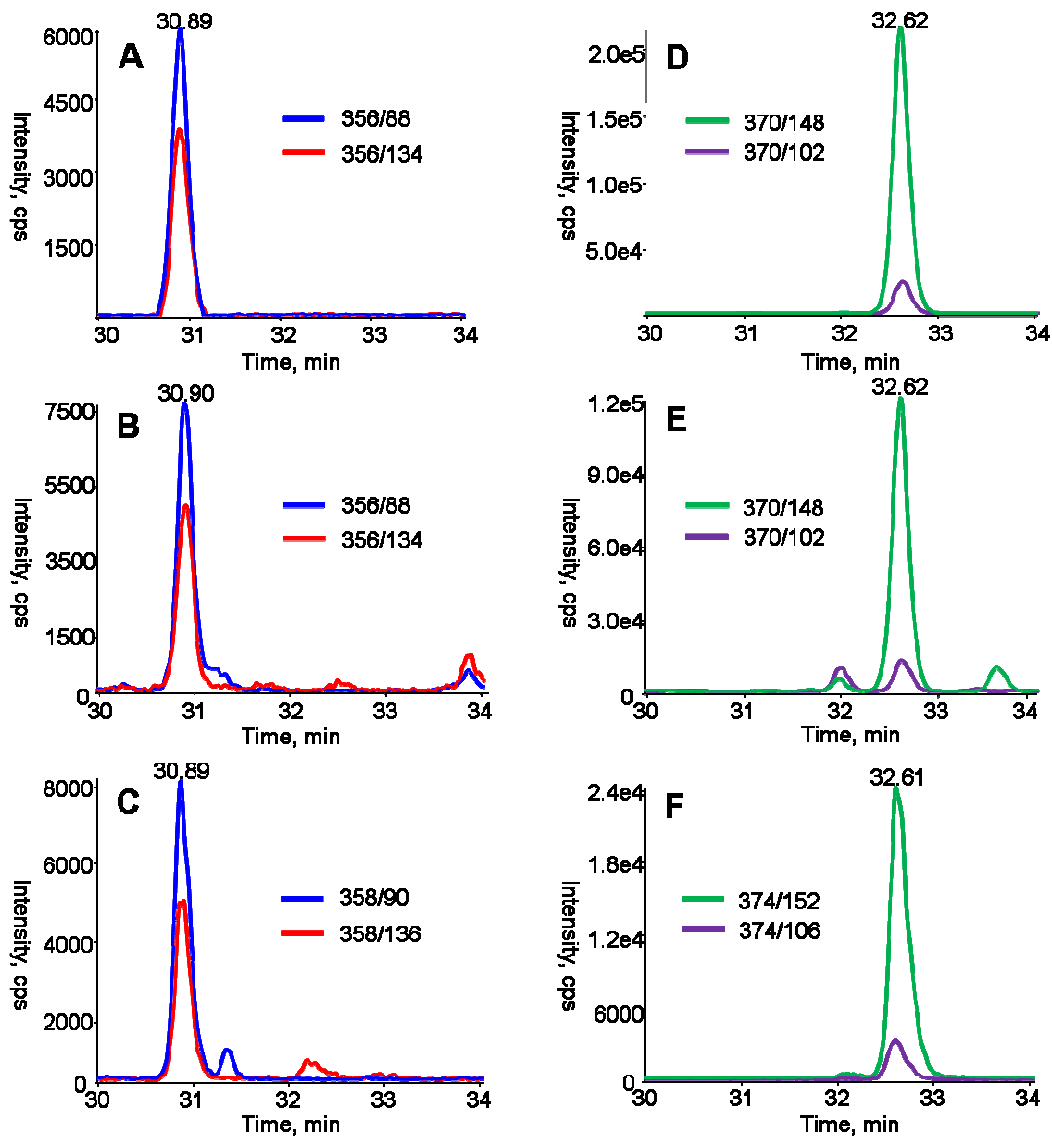 30.89
A
6000
4500
3000
1500
Intensity, cps
356/88
356/134
30 31 32 33 34
Time, min
32.62
D
2.0e5
1.5e5
1.0e5
5.0e4
Intensity, cps
370/148
370/102
30 31 32 33 34
Time, min
30.90
B
7500
5500
3500
1500
0
Intensity, cps
356/88
356/134
30 31 32 33 34
Time, min
32.62
E
1.2e5
9.0e4
6.0e4
3.0e4
0
Intensity, cps
370/148
370/102
30 31 32 33 34
Time, min
30.89
C
8000
6000
4000
2000
0
Intensity, cps
358/90
358/136
30 31 32 33 34
Time, min
32.61
F
2.4e4
1.8e4
1.2e4
6000
0
Intensity, cps
374/152
374/106
30 31 32 33 34
Time, min